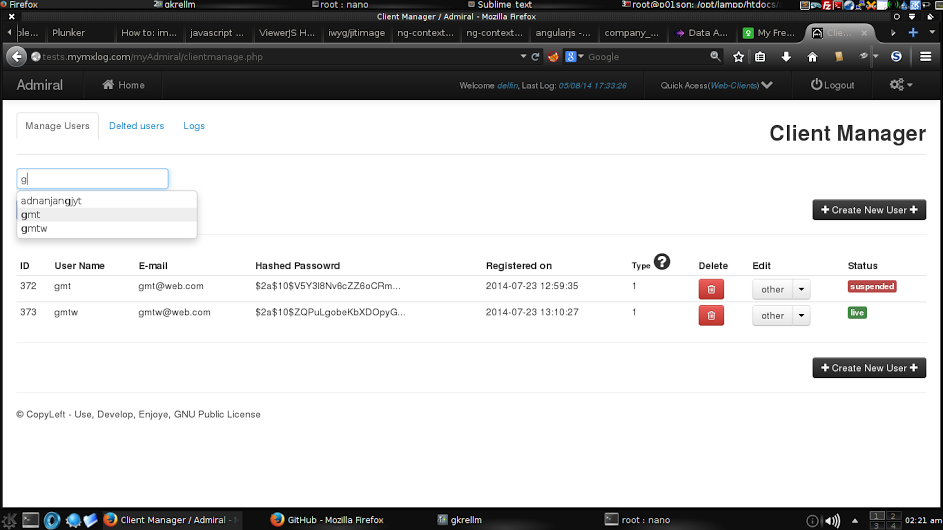 Firefox gkrellm root : nano Sublime_text root@p01son: /opt/lampp/htdocs/
Client Manager / Admiral - Mozilla Firefox
Plunker How to: im... javascript ... ViewerJS H... iwyg/jitimage ng-context... ng-context... angularjs -... company_... Data A... My Fre... Clie...
tests.mymxlog.com/myAdmiral/clientmanage.php Google
Admiral Home Welcome delfin, Last Log: 05/08/14 17:33:26 Quick Acess(Web-Clients) Logout
Manage Users Delted users Logs
Client Manager
g
adnanjangjyt
gmt
gmtw
+ Create New User +
ID User Name E-mail Hashed Passowrd Registered on Type ? Delete Edit Status
372 gmt gmt@web.com $2a$10$V5Y3I8Nv6cZZ6oCRm... 2014-07-23 12:59:35 1 other suspended
373 gmtw gmtw@web.com $2a$10$ZQPuLgobeKbXDOpyG... 2014-07-23 13:10:27 1 other live
+ Create New User +
© CopyLeft - Use, Develop, Enjoye, GNU Public License
Client Manager / Admiral - M GitHub - Mozilla Firefox gkrellm root : nano 1 2 3 4 02:21 am